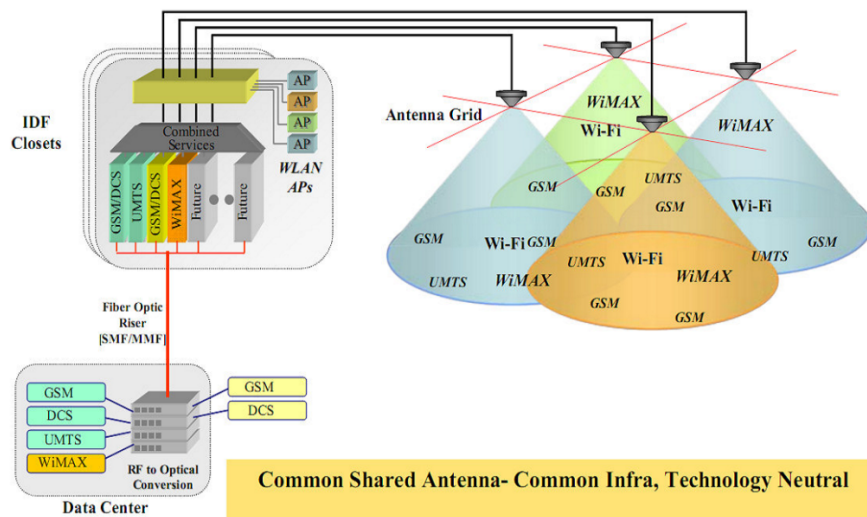 IDF
Closets
AP
AP
AP
AP
WLAN
APs
Combined
Services
GSM/DCS
UMTS
GSM/DCS
WiMAX
Future
Future
Fiber Optic
Riser
|SMF/MMF|
GSM
DCS
UMTS
WiMAX
GSM
DCS
RF to Optical
Conversion
Data Center
Antenna Grid
WiMAX
Wi-Fi
GSM
GSM
UMTS
GSM
WiMAX
Wi-Fi
GSM
GSM
Wi-Fi
GSM
UMTS
WiMAX
UMTS
Wi-Fi
WiMAX
GSM
GSM
UMTS
Common Shared Antenna- Common Infra, Technology Neutral